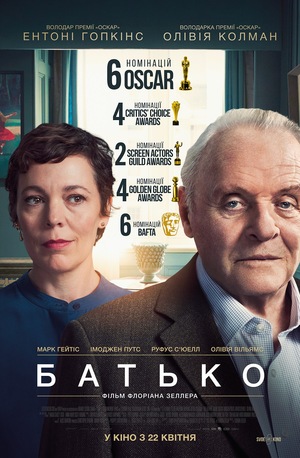 ВОЛОДАР ПРЕМІЇ «ОСКАР»
ЕНТОНІ ГОПКІНС
ВОЛОДАРКА ПРЕМІЇ «ОСКАР»
ОЛІВІЯ КОЛМАН
6 НОМІНАЦІЙ
OSCAR
4 НОМІНАЦІЇ
CRITICS' CHOICE
AWARDS
2 НОМІНАЦІЇ
SCREEN ACTORS
GUILD AWARDS
4 НОМІНАЦІЇ
GOLDEN GLOBE
AWARDS
6 НОМІНАЦІЙ
BAFTA
МАРК ҐЕЙТІС ІМОДЖЕН ПУТС РУФУС С'ЮЕЛЛ ОЛІВІЯ ВІЛЬЯМС
БАТЬКО
ФІЛЬМ ФЛОРІАНА ЗЕЛЛЕРА
У КІНО З 22 КВІТНЯ